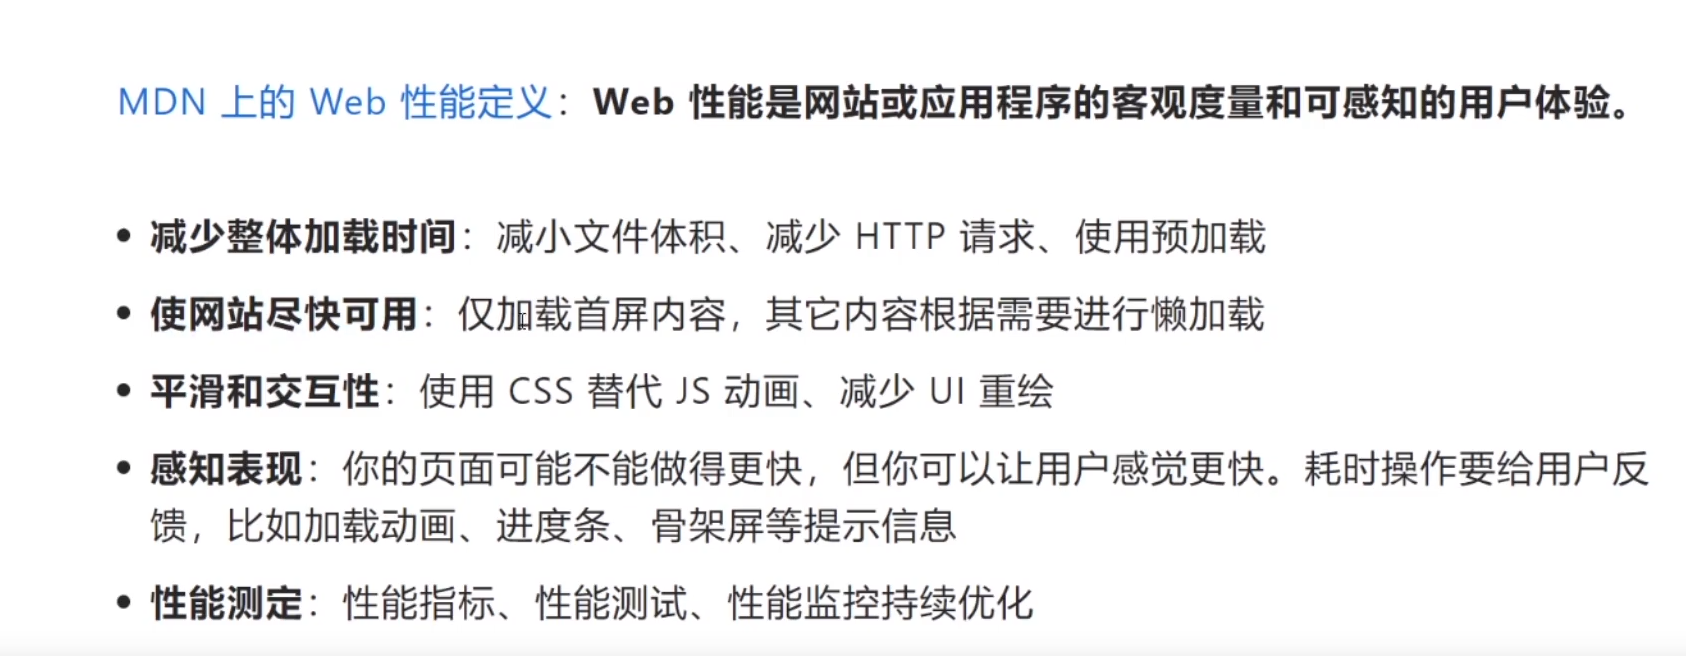 MDN 上的 Web 性能定义：Web 性能是网站或应用程序的客观度量和可感知的用户体验。
• 减少整体加载时间：减小文件体积、减少 HTTP 请求、使用预加载
• 使网站尽快可用：仅加载首屏内容，其它内容根据需要进行懒加载
• 平滑和交互性：使用 CSS 替代 JS 动画、减少 UI 重绘
• 感知表现：你的页面可能不能做得更快，但你可以让用户感觉更快。耗时操作要给用户反
馈，比如加载动画、进度条、骨架屏等提示信息
• 性能测定：性能指标、性能测试、性能监控持续优化